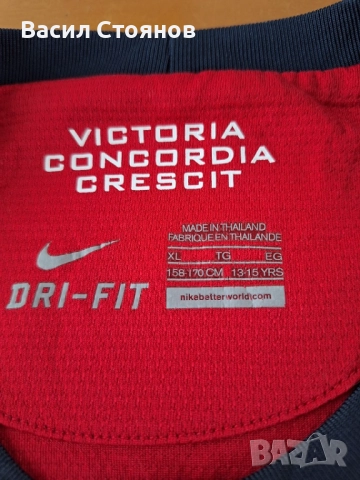 Васил Стоянов
VICTORIA
CONCORDIA
CRESCIT
MADE IN THAILAND
FABRIQUE EN THAILANDE
XL TG EG
158-170 CM 13-15 YRS
nikebetterworld.com
DRI-FIT
BAZAR